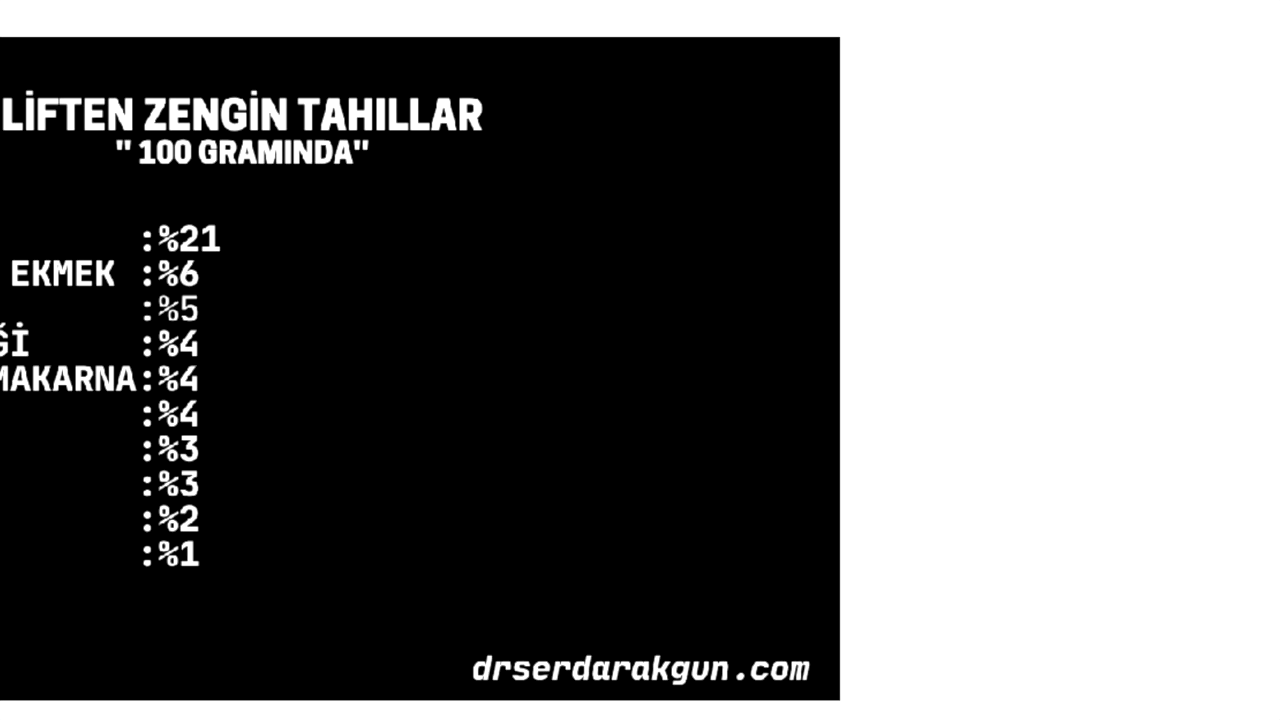 LİFTEN ZENGİN TAHILLAR
" 100 GRAMINDA"
:%21
EKMEK :%6
:%5
Ğİ :%4
MAKARNA:%4
:%4
:%3
:%3
:%2
:%1
drserdarakgun.com